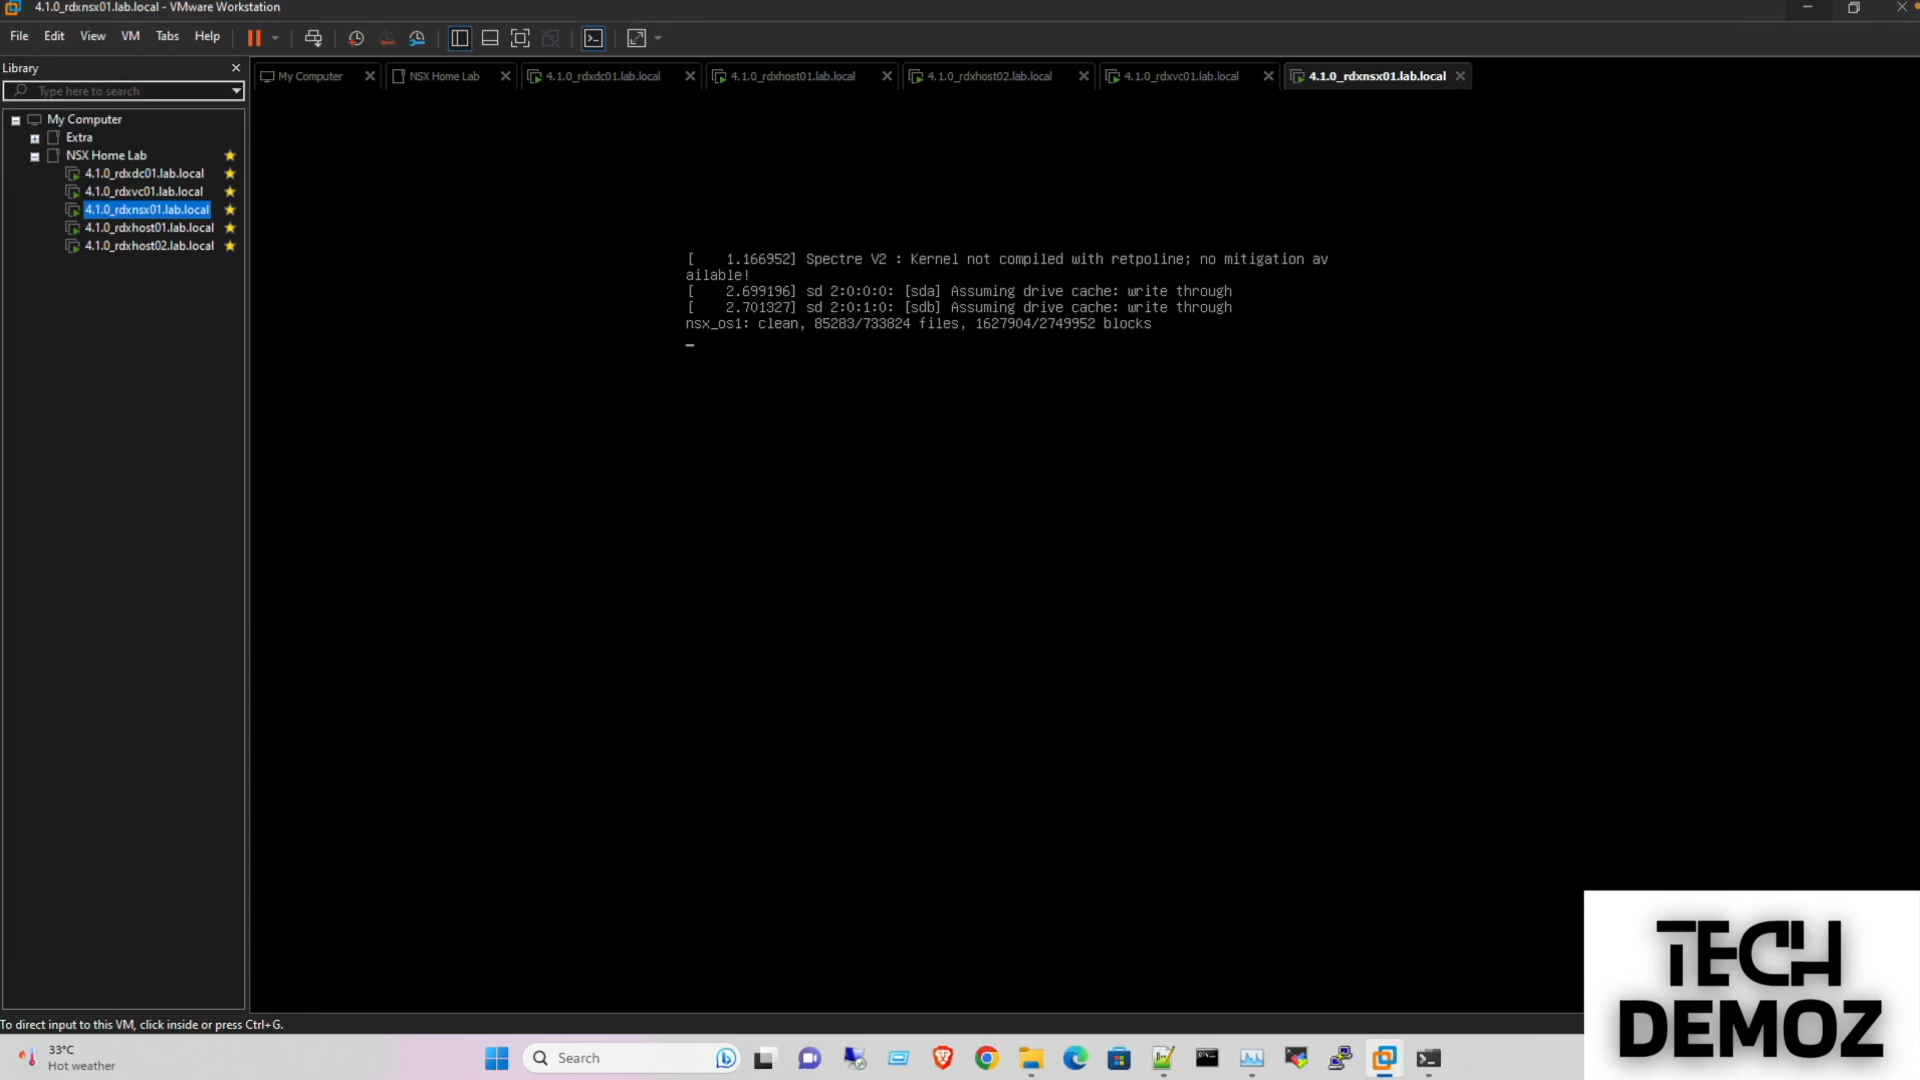 4.1.0_rdxnsx01.lab.local - VMware Workstation
File Edit View VM Tabs Help
Library
Type here to search
My Computer
Extra
NSX Home Lab
4.1.0_rdxdc01.lab.local
4.1.0_rdxvc01.lab.local
4.1.0_rdxnsx01.lab.local
4.1.0_rdxhost01.lab.local
4.1.0_rdxhost02.lab.local
My Computer NSX Home Lab 4.1.0_rdxdc01.lab.local 4.1.0_rdxhost01.lab.local 4.1.0_rdxhost02.lab.local 4.1.0_rdxvc01.lab.local 4.1.0_rdxnsx01.lab.local
[    1.166952] Spectre V2 : Kernel not compiled with retpoline; no mitigation av
ailable!
[    2.699196] sd 2:0:0:0: [sda] Assuming drive cache: write through
[    2.701327] sd 2:0:1:0: [sdb] Assuming drive cache: write through
nsx_os1: clean, 85283/733824 files, 1627904/2749952 blocks
_
To direct input to this VM, click inside or press Ctrl+G.
33°C
Hot weather
Search
TECH
DEMOZ